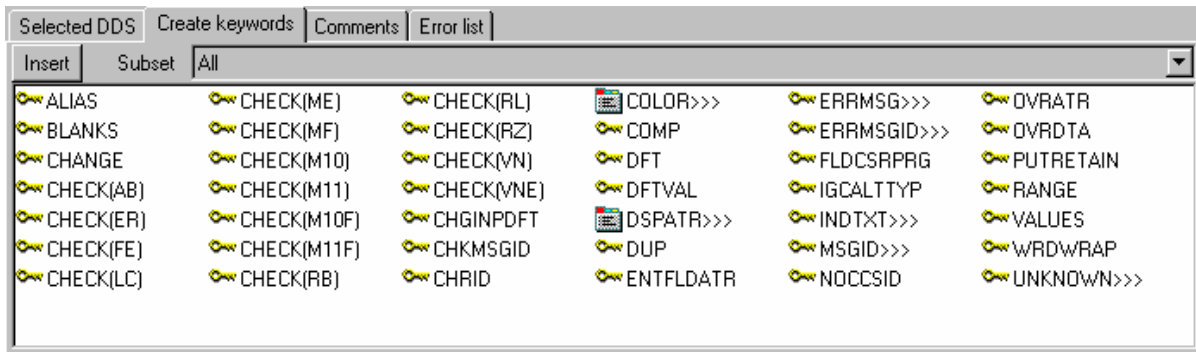 Selected DDS Create keywords Comments Error list
Insert Subset All
ALIAS CHECK(ME) CHECK(RL) COLOR>>> ERRMSG>>> OVRATR
BLANKS CHECK(MF) CHECK(RZ) COMP ERRMSGID>>> OVRDTA
CHANGE CHECK(M10) CHECK(VN) DFT FLDCSRPRG PUTRETAIN
CHECK(AB) CHECK(M11) CHECK(VNE) DFTVAL IGCALTTYP RANGE
CHECK(ER) CHECK(M10F) CHGINPDFT DSPATR>>> INDTXT>>> VALUES
CHECK(FE) CHECK(M11F) CHKMSGID DUP MSGID>>> WRDWRAP
CHECK(LC) CHECK(RB) CHRID ENTFLDATR NOCCSID UNKNOWN>>>